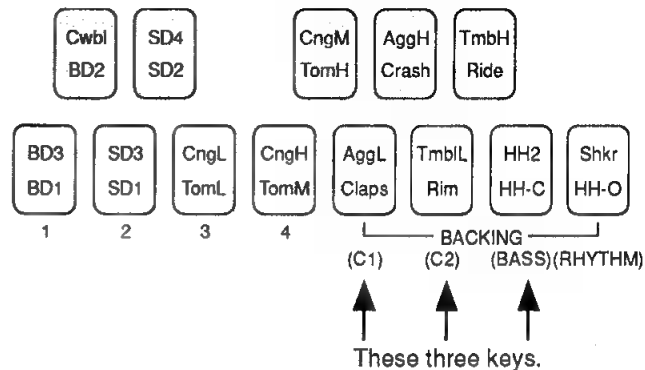 Cwbl SD4 CngM AggH TmbH
BD2 SD2 TomH Crash Ride
BD3 SD3 CngL CngH AggL TmblL HH2 Shkr
BD1 SD1 TomL TomM Claps Rim HH-C HH-O
1 2 3 4
BACKING
(C1) (C2) (BASS) (RHYTHM)
These three keys.